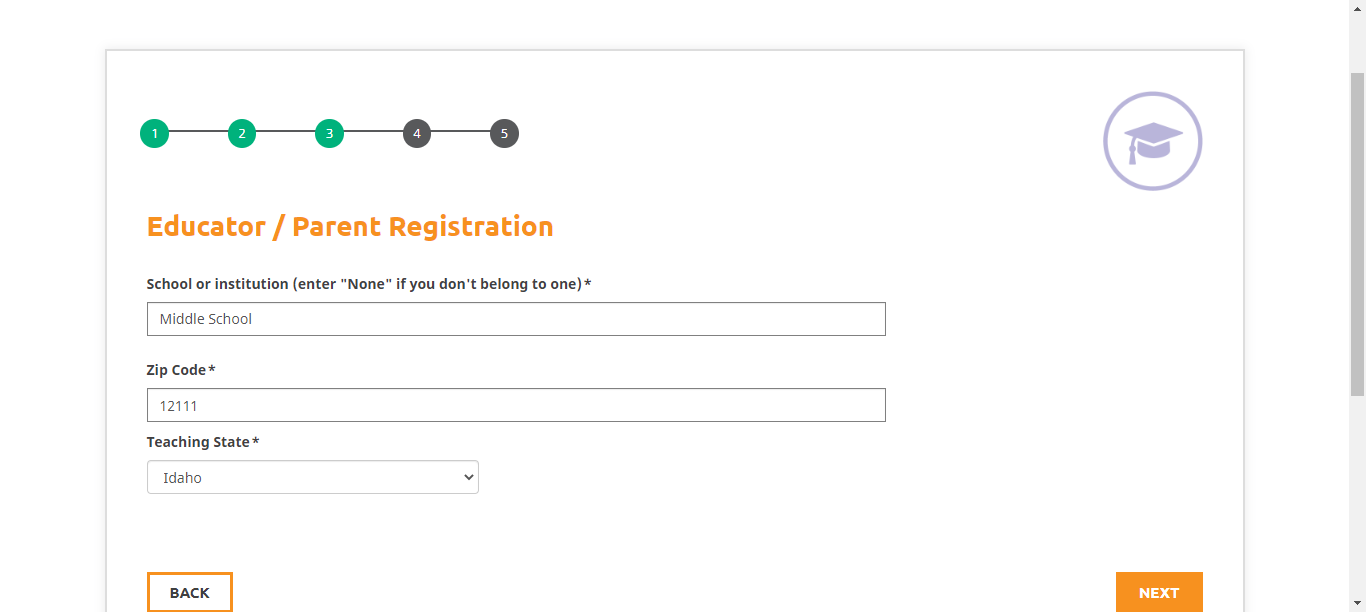 1 2 3 4 5
Educator / Parent Registration
School or institution (enter "None" if you don't belong to one)*
Middle School
Zip Code*
12111
Teaching State*
Idaho
BACK NEXT